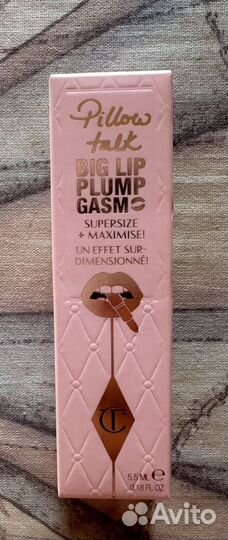 Pillow
talk
BIG LIP
PLUMP
GASM
SUPERSIZE
+ MAXIMISE!
UN EFFET SUR-
DIMENSIONNÉ!
CT
5.5 ML ℮
0.18 FL.OZ
Avito